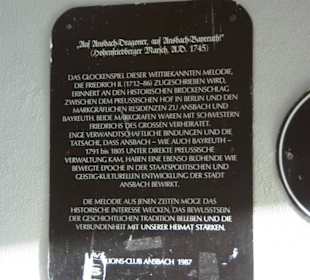 „Auf Ansbach-Dragoner, auf Ansbach-Bayreuth!"
(Hohenfriedberger Marsch, A.D. 1745)
DAS GLOCKENSPIEL DIESER WELTBEKANNTEN MELODIE,
DIE FRIEDRICH II. (1712–86) ZUGESCHRIEBEN WIRD,
ERINNERT AN DEN HISTORISCHEN BRÜCKENSCHLAG
ZWISCHEN DEM PREUSSISCHEN HOF IN BERLIN UND DEN
MARKGRÄFLICHEN RESIDENZEN ZU ANSBACH UND
BAYREUTH. BEIDE MARKGRAFEN WAREN MIT SCHWESTERN
FRIEDRICHS DES GROSSEN VERHEIRATET.
ENGE VERWANDTSCHAFTLICHE BINDUNGEN UND DIE
TATSACHE, DASS ANSBACH – WIE AUCH BAYREUTH –
1791 bis 1805 UNTER DIREKTE PREUSSISCHE
VERWALTUNG KAM, HABEN EINE EBENSO BLÜHENDE WIE
BEWEGTE EPOCHE IN DER STAATSPOLITISCHEN UND
GEISTIG-KULTURELLEN ENTWICKLUNG DER STADT
ANSBACH BEWIRKT.
DIE MELODIE AUS JENEN ZEITEN MÖGE DAS
HISTORISCHE INTERESSE WECKEN, DAS BEWUSSTSEIN
DER GESCHICHTLICHEN TRADITION BELEBEN UND DIE
VERBUNDENHEIT MIT UNSERER HEIMAT STÄRKEN.
LIONS-CLUB ANSBACH 1987